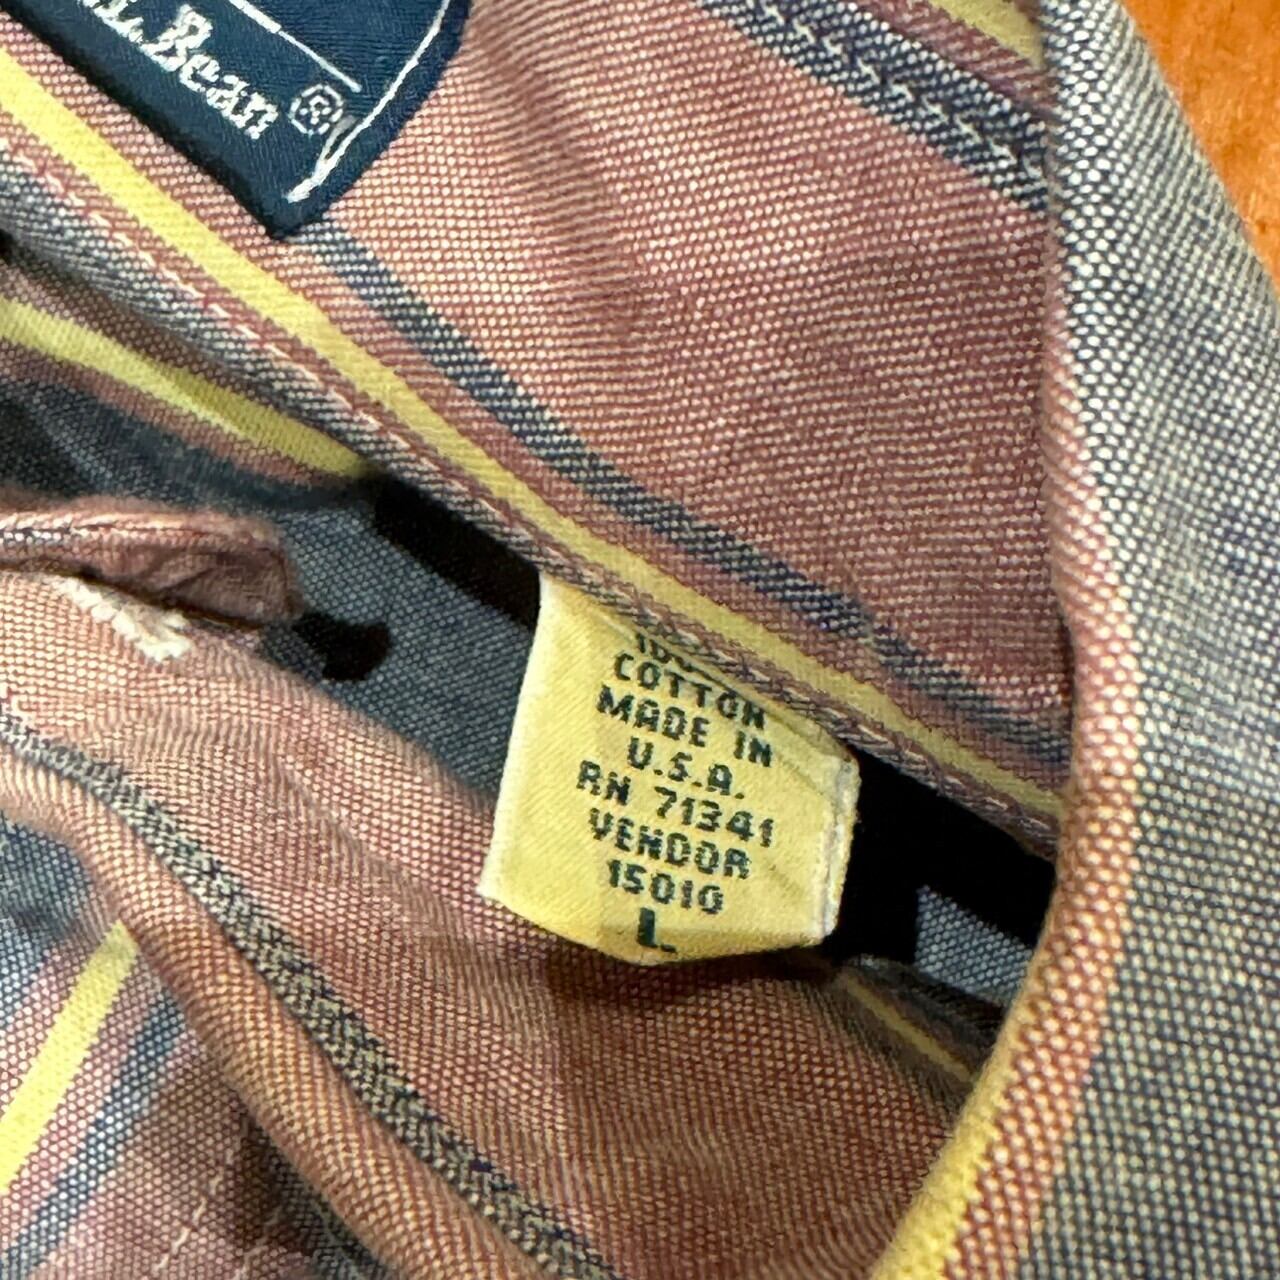 L.Bean®
COTTON
MADE IN
U.S.A.
RN 71341
VENDOR
15010
L